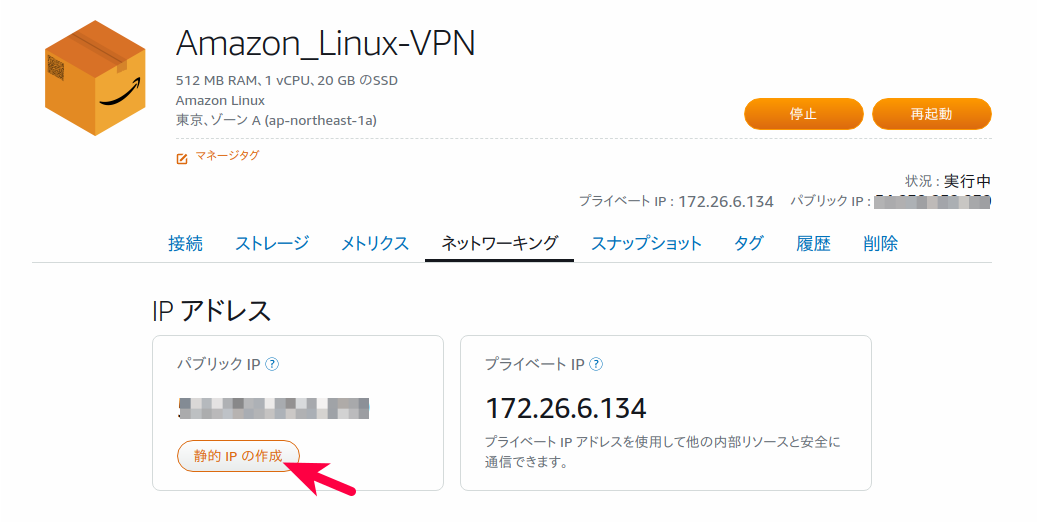 Amazon_Linux-VPN
512 MB RAM、1 vCPU、20 GB のSSD
Amazon Linux
東京、ゾーン A (ap-northeast-1a)
停止
再起動
マネージタグ
状況 : 実行中
プライベート IP : 172.26.6.134 パブリック IP :
接続 ストレージ メトリクス ネットワーキング スナップショット タグ 履歴 削除
IP アドレス
パブリック IP ?
静的 IP の作成
プライベート IP ?
172.26.6.134
プライベート IP アドレスを使用して他の内部リソースと安全に
通信できます。